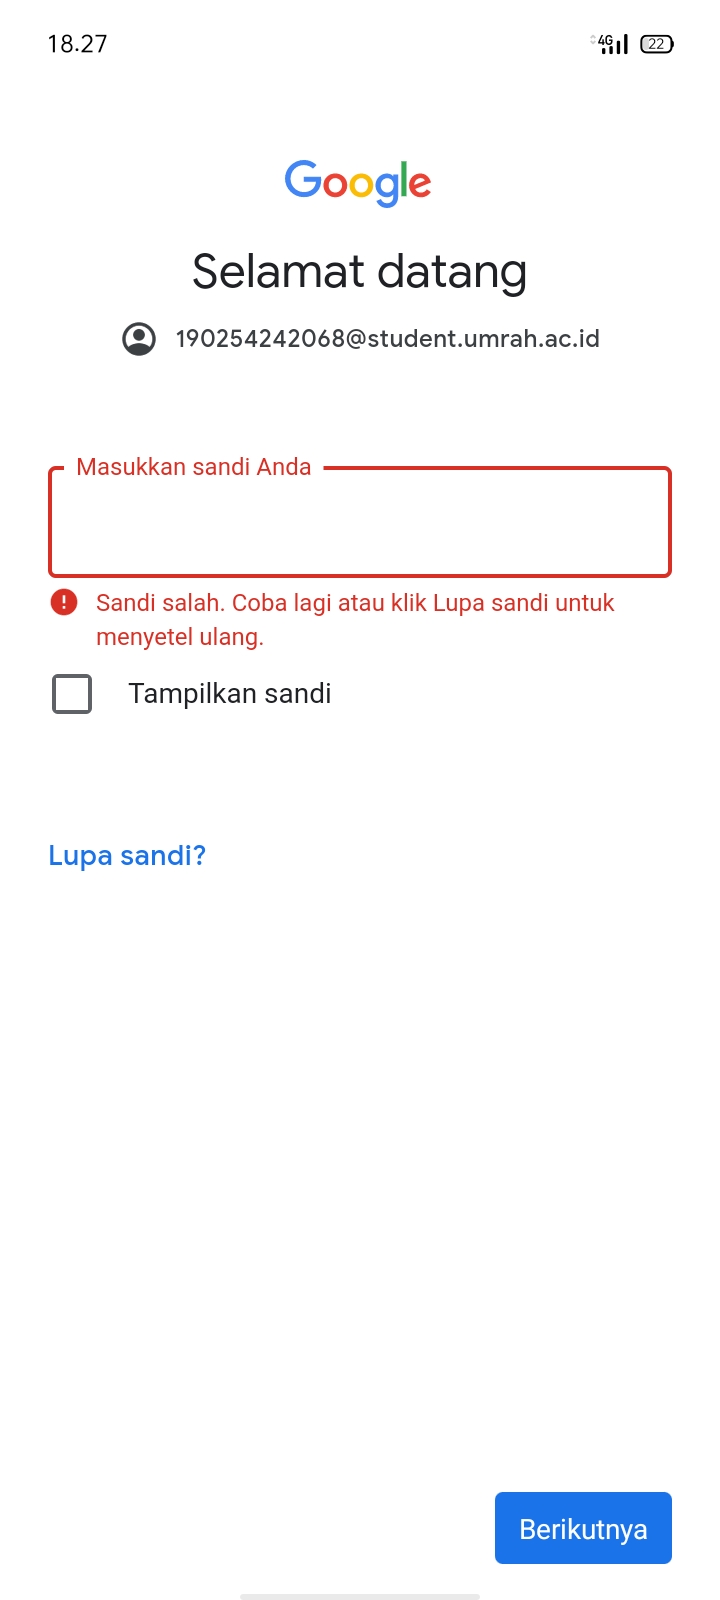 18.27
4G
22
Google
Selamat datang
190254242068@student.umrah.ac.id
Masukkan sandi Anda
Sandi salah. Coba lagi atau klik Lupa sandi untuk
menyetel ulang.
Tampilkan sandi
Lupa sandi?
Berikutnya